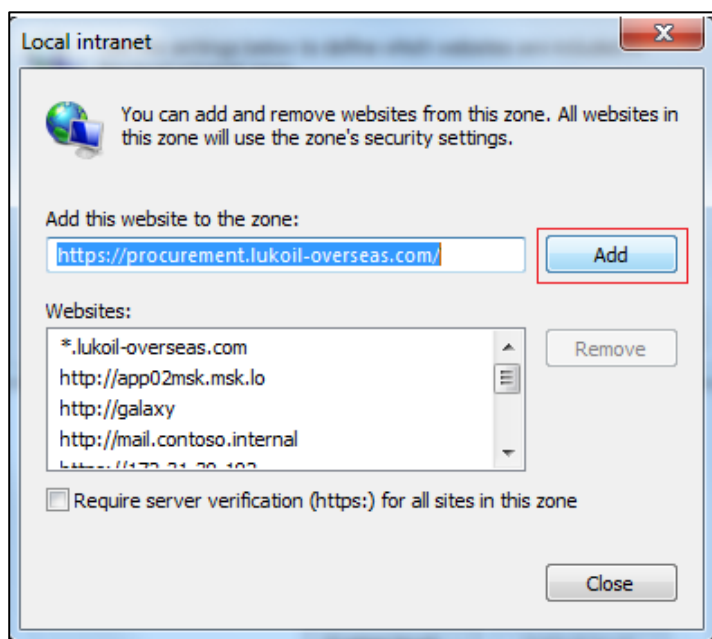 Local intranet
You can add and remove websites from this zone. All websites in
this zone will use the zone's security settings.
Add this website to the zone:
https://procurement.lukoil-overseas.com/
Add
Websites:
*.lukoil-overseas.com
http://app02msk.msk.lo
Remove
http://galaxy
http://mail.contoso.internal
Require server verification (https:) for all sites in this zone
Close